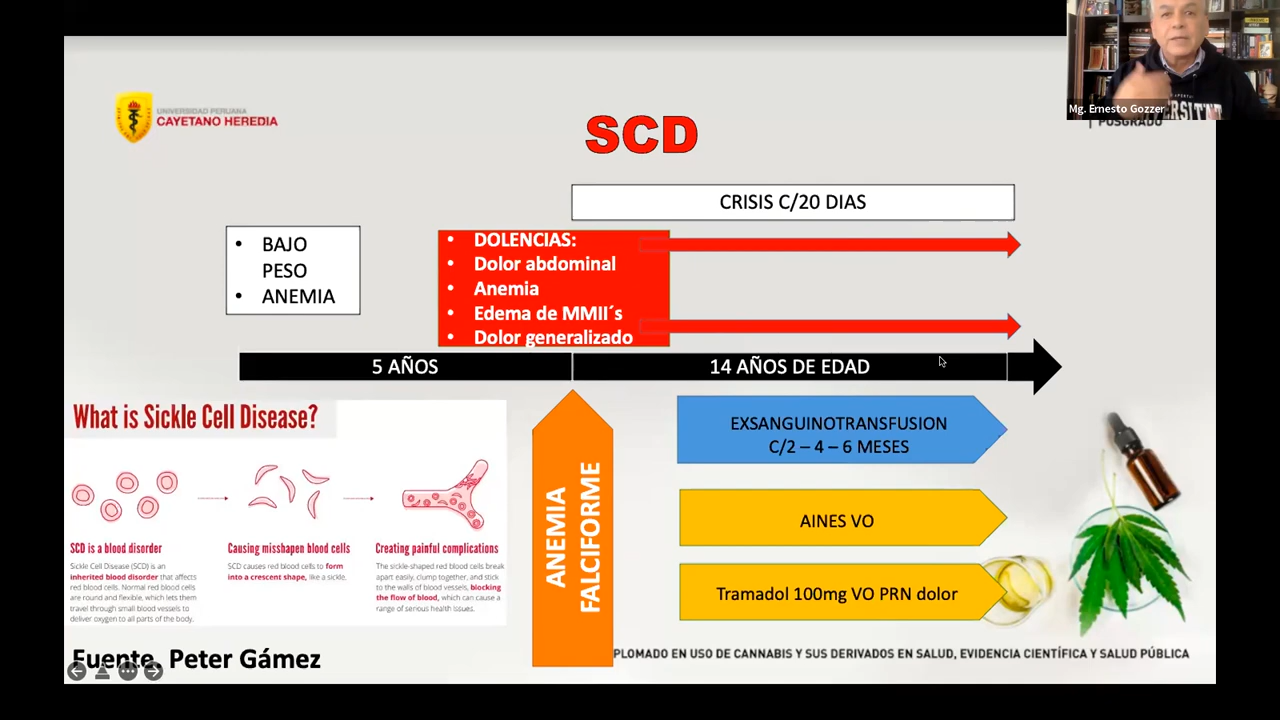 Mg. Ernesto Gozzer
UNIVERSIDAD PERUANA
CAYETANO HEREDIA
POSGRADO
SCD
CRISIS C/20 DIAS
• BAJO
PESO
• ANEMIA
• DOLENCIAS:
• Dolor abdominal
• Anemia
• Edema de MMII´s
• Dolor generalizado
5 AÑOS
14 AÑOS DE EDAD
What is Sickle Cell Disease?
SCD is a blood disorder
Sickle Cell Disease (SCD) is an
inherited blood disorder that affects
red blood cells. Normal red blood cells
are round and flexible, which lets them
travel through small blood vessels to
deliver oxygen to all parts of the body.
Causing misshapen blood cells
SCD causes red blood cells to form
into a crescent shape, like a sickle.
Creating painful complications
The sickle-shaped red blood cells break
apart easily, clump together, and stick
to the walls of blood vessels, blocking
the flow of blood, which can cause a
range of serious health issues.
ANEMIA
FALCIFORME
EXSANGUINOTRANSFUSION
C/2 – 4 – 6 MESES
AINES VO
Tramadol 100mg VO PRN dolor
Fuente. Peter Gámez
PLOMADO EN USO DE CANNABIS Y SUS DERIVADOS EN SALUD, EVIDENCIA CIENTÍFICA Y SALUD PÚBLICA